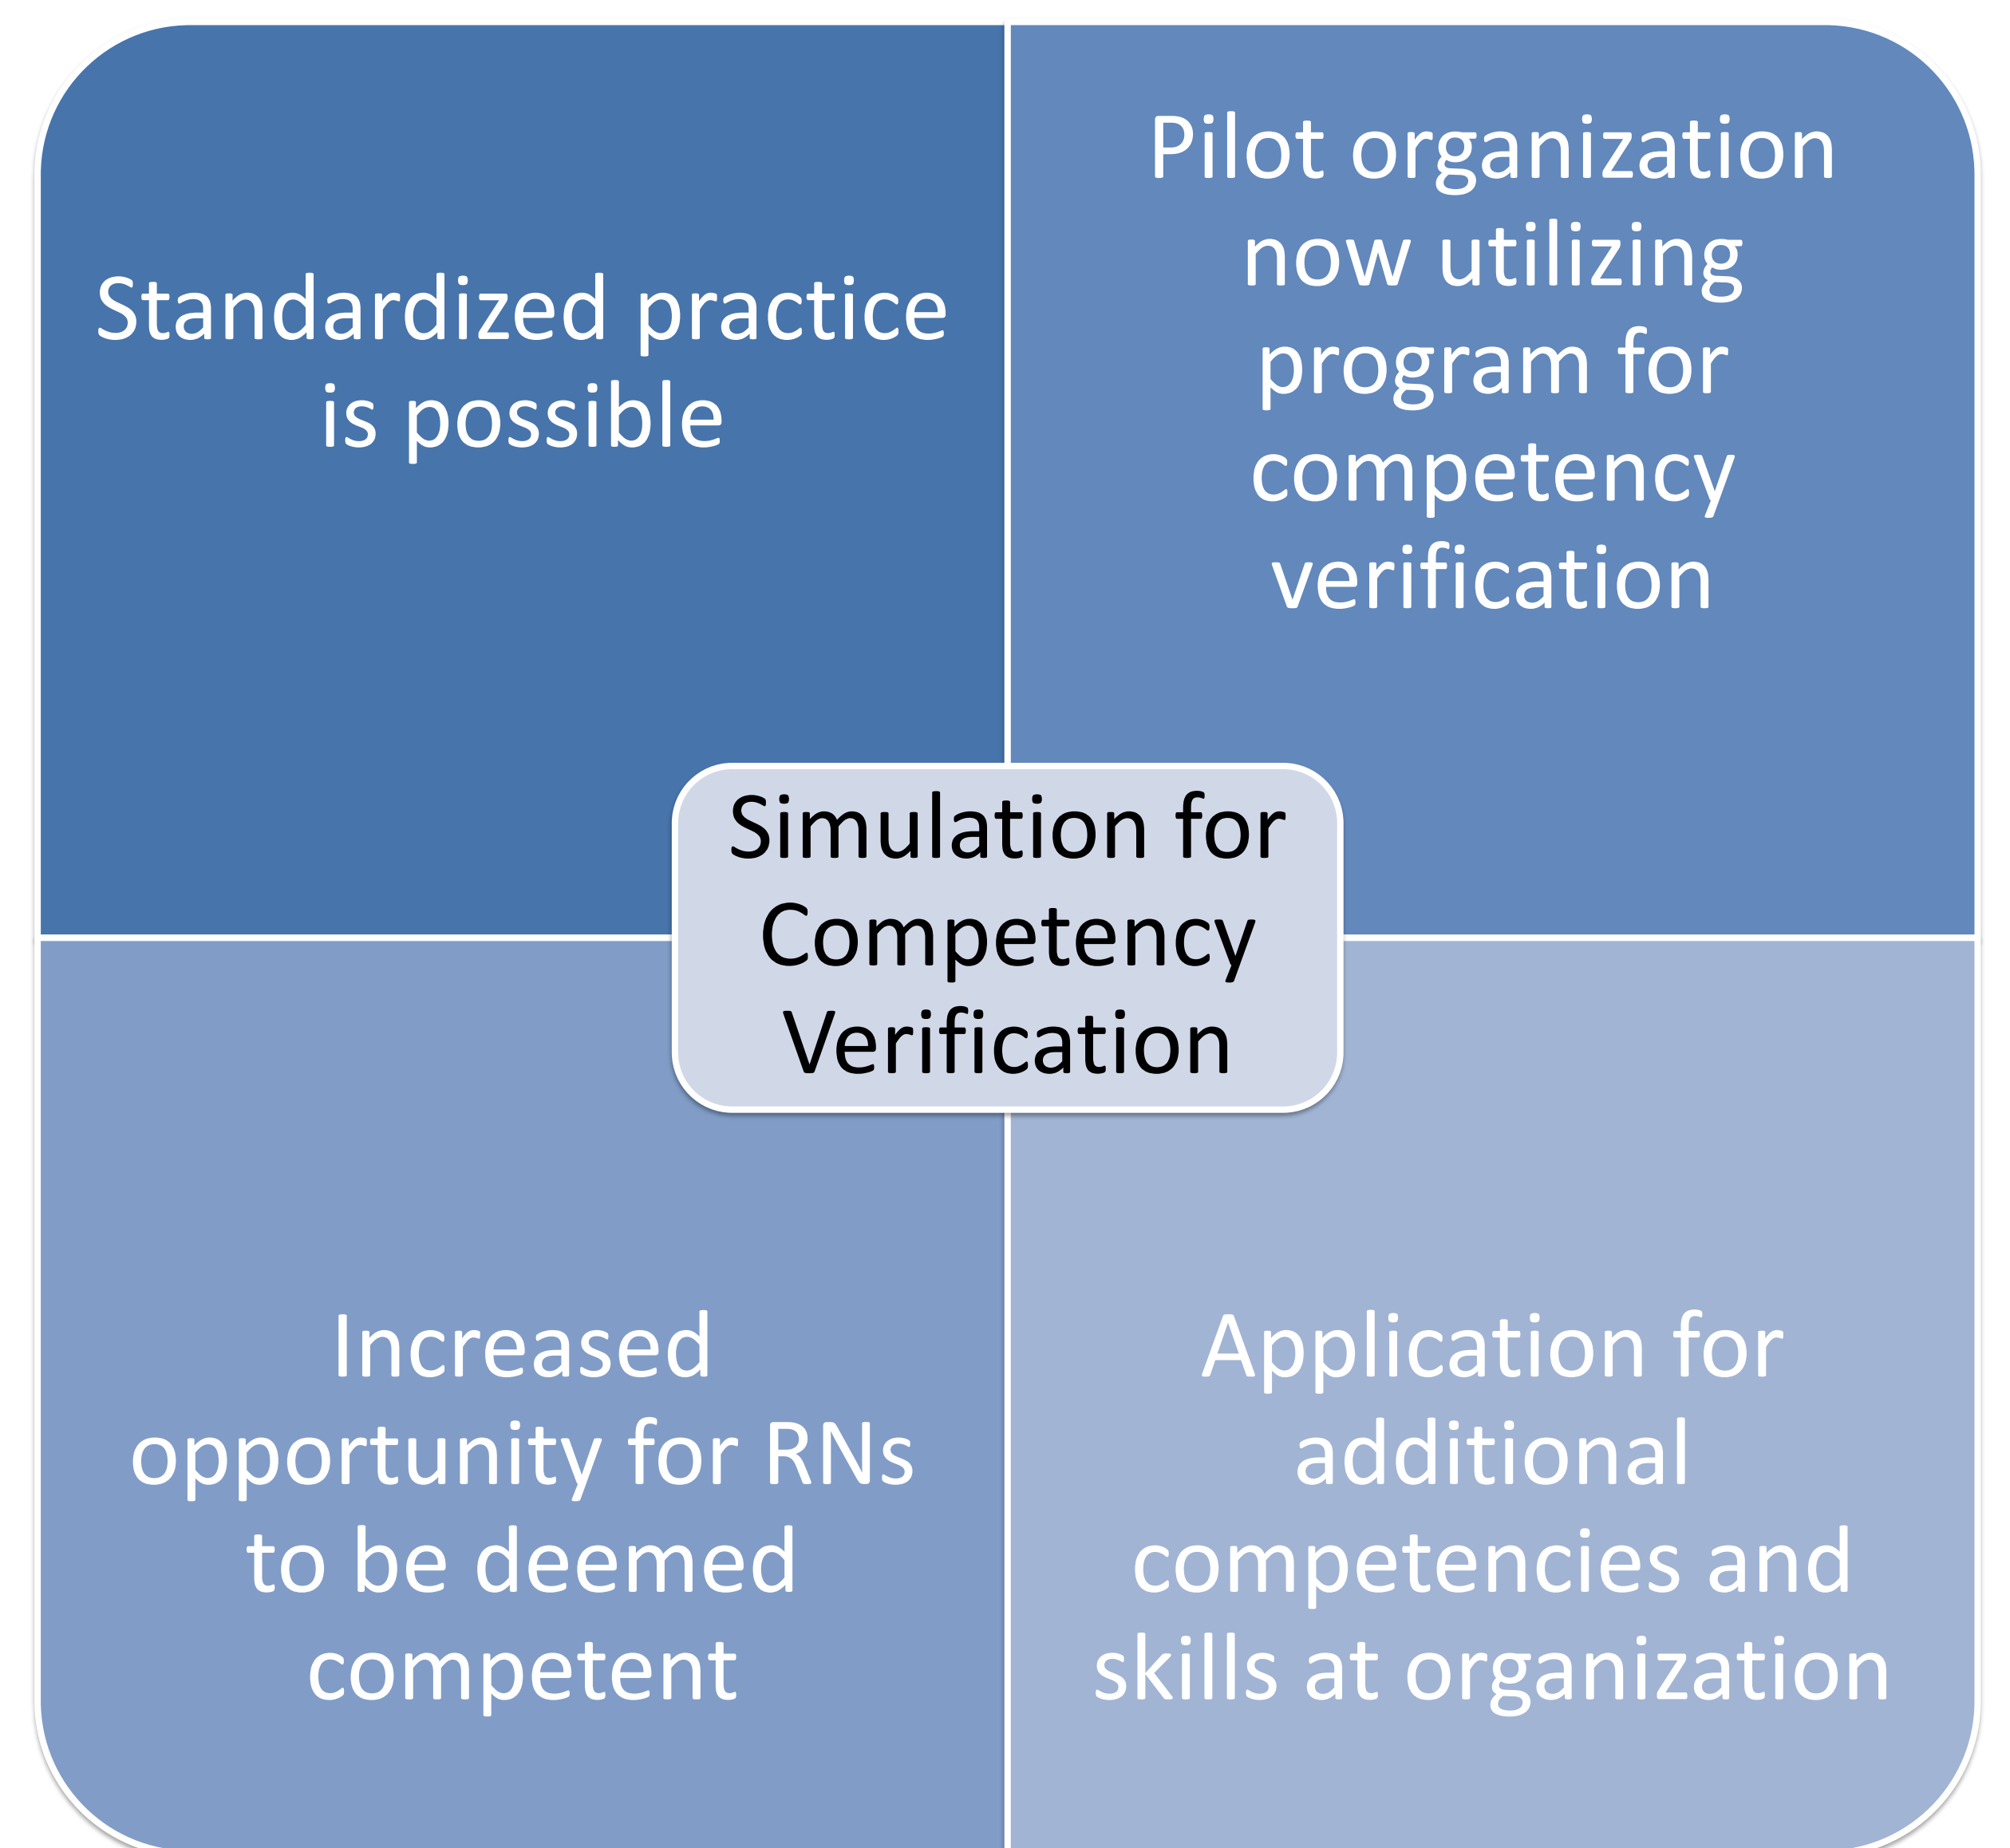 Standardized practice
is possible
Pilot organization
now utilizing
program for
competency
verification
Simulation for
Competency
Verification
Increased
opportunity for RNs
to be deemed
competent
Application for
additional
competencies and
skills at organization